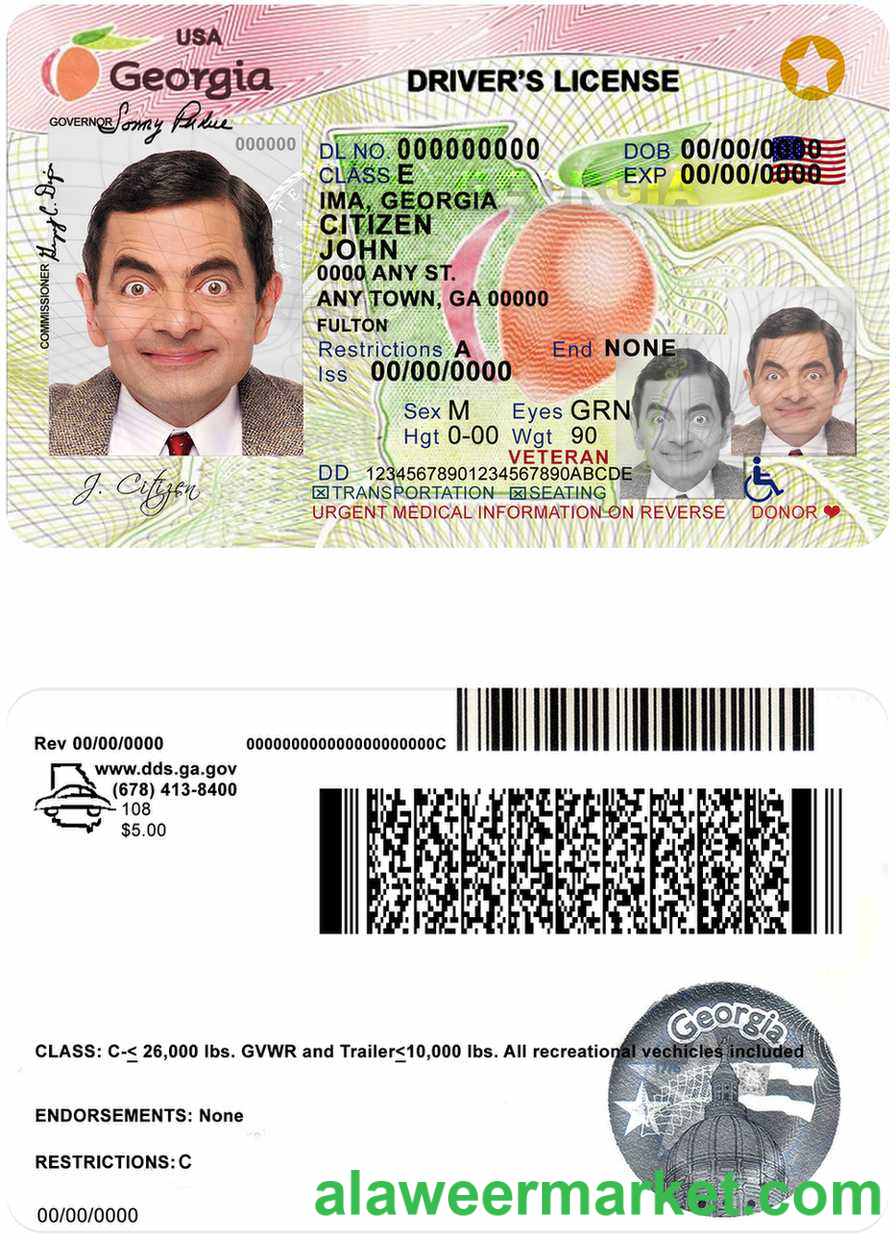 USA
Georgia
DRIVER'S LICENSE
GOVERNOR Sonny Perdue
000000
COMMISSIONER
DL NO. 000000000
DOB 00/00/0000
CLASS E
EXP 00/00/0000
IMA, GEORGIA
CITIZEN
JOHN
0000 ANY ST.
ANY TOWN, GA 00000
FULTON
Restrictions A
End NONE
Iss 00/00/0000
Sex M
Eyes GRN
Hgt 0-00
Wgt 90
VETERAN
DD 12345678901234567890ABCDE
TRANSPORTATION
SEATING
URGENT MEDICAL INFORMATION ON REVERSE
DONOR
J. Citizen
Rev 00/00/0000
www.dds.ga.gov
(678) 413-8400
108
$5.00
Georgia
CLASS: C-< 26,000 lbs. GVWR and Trailer<10,000 lbs. All recreational vechicles included
ENDORSEMENTS: None
RESTRICTIONS: C
00/00/0000
alaweermarket.com